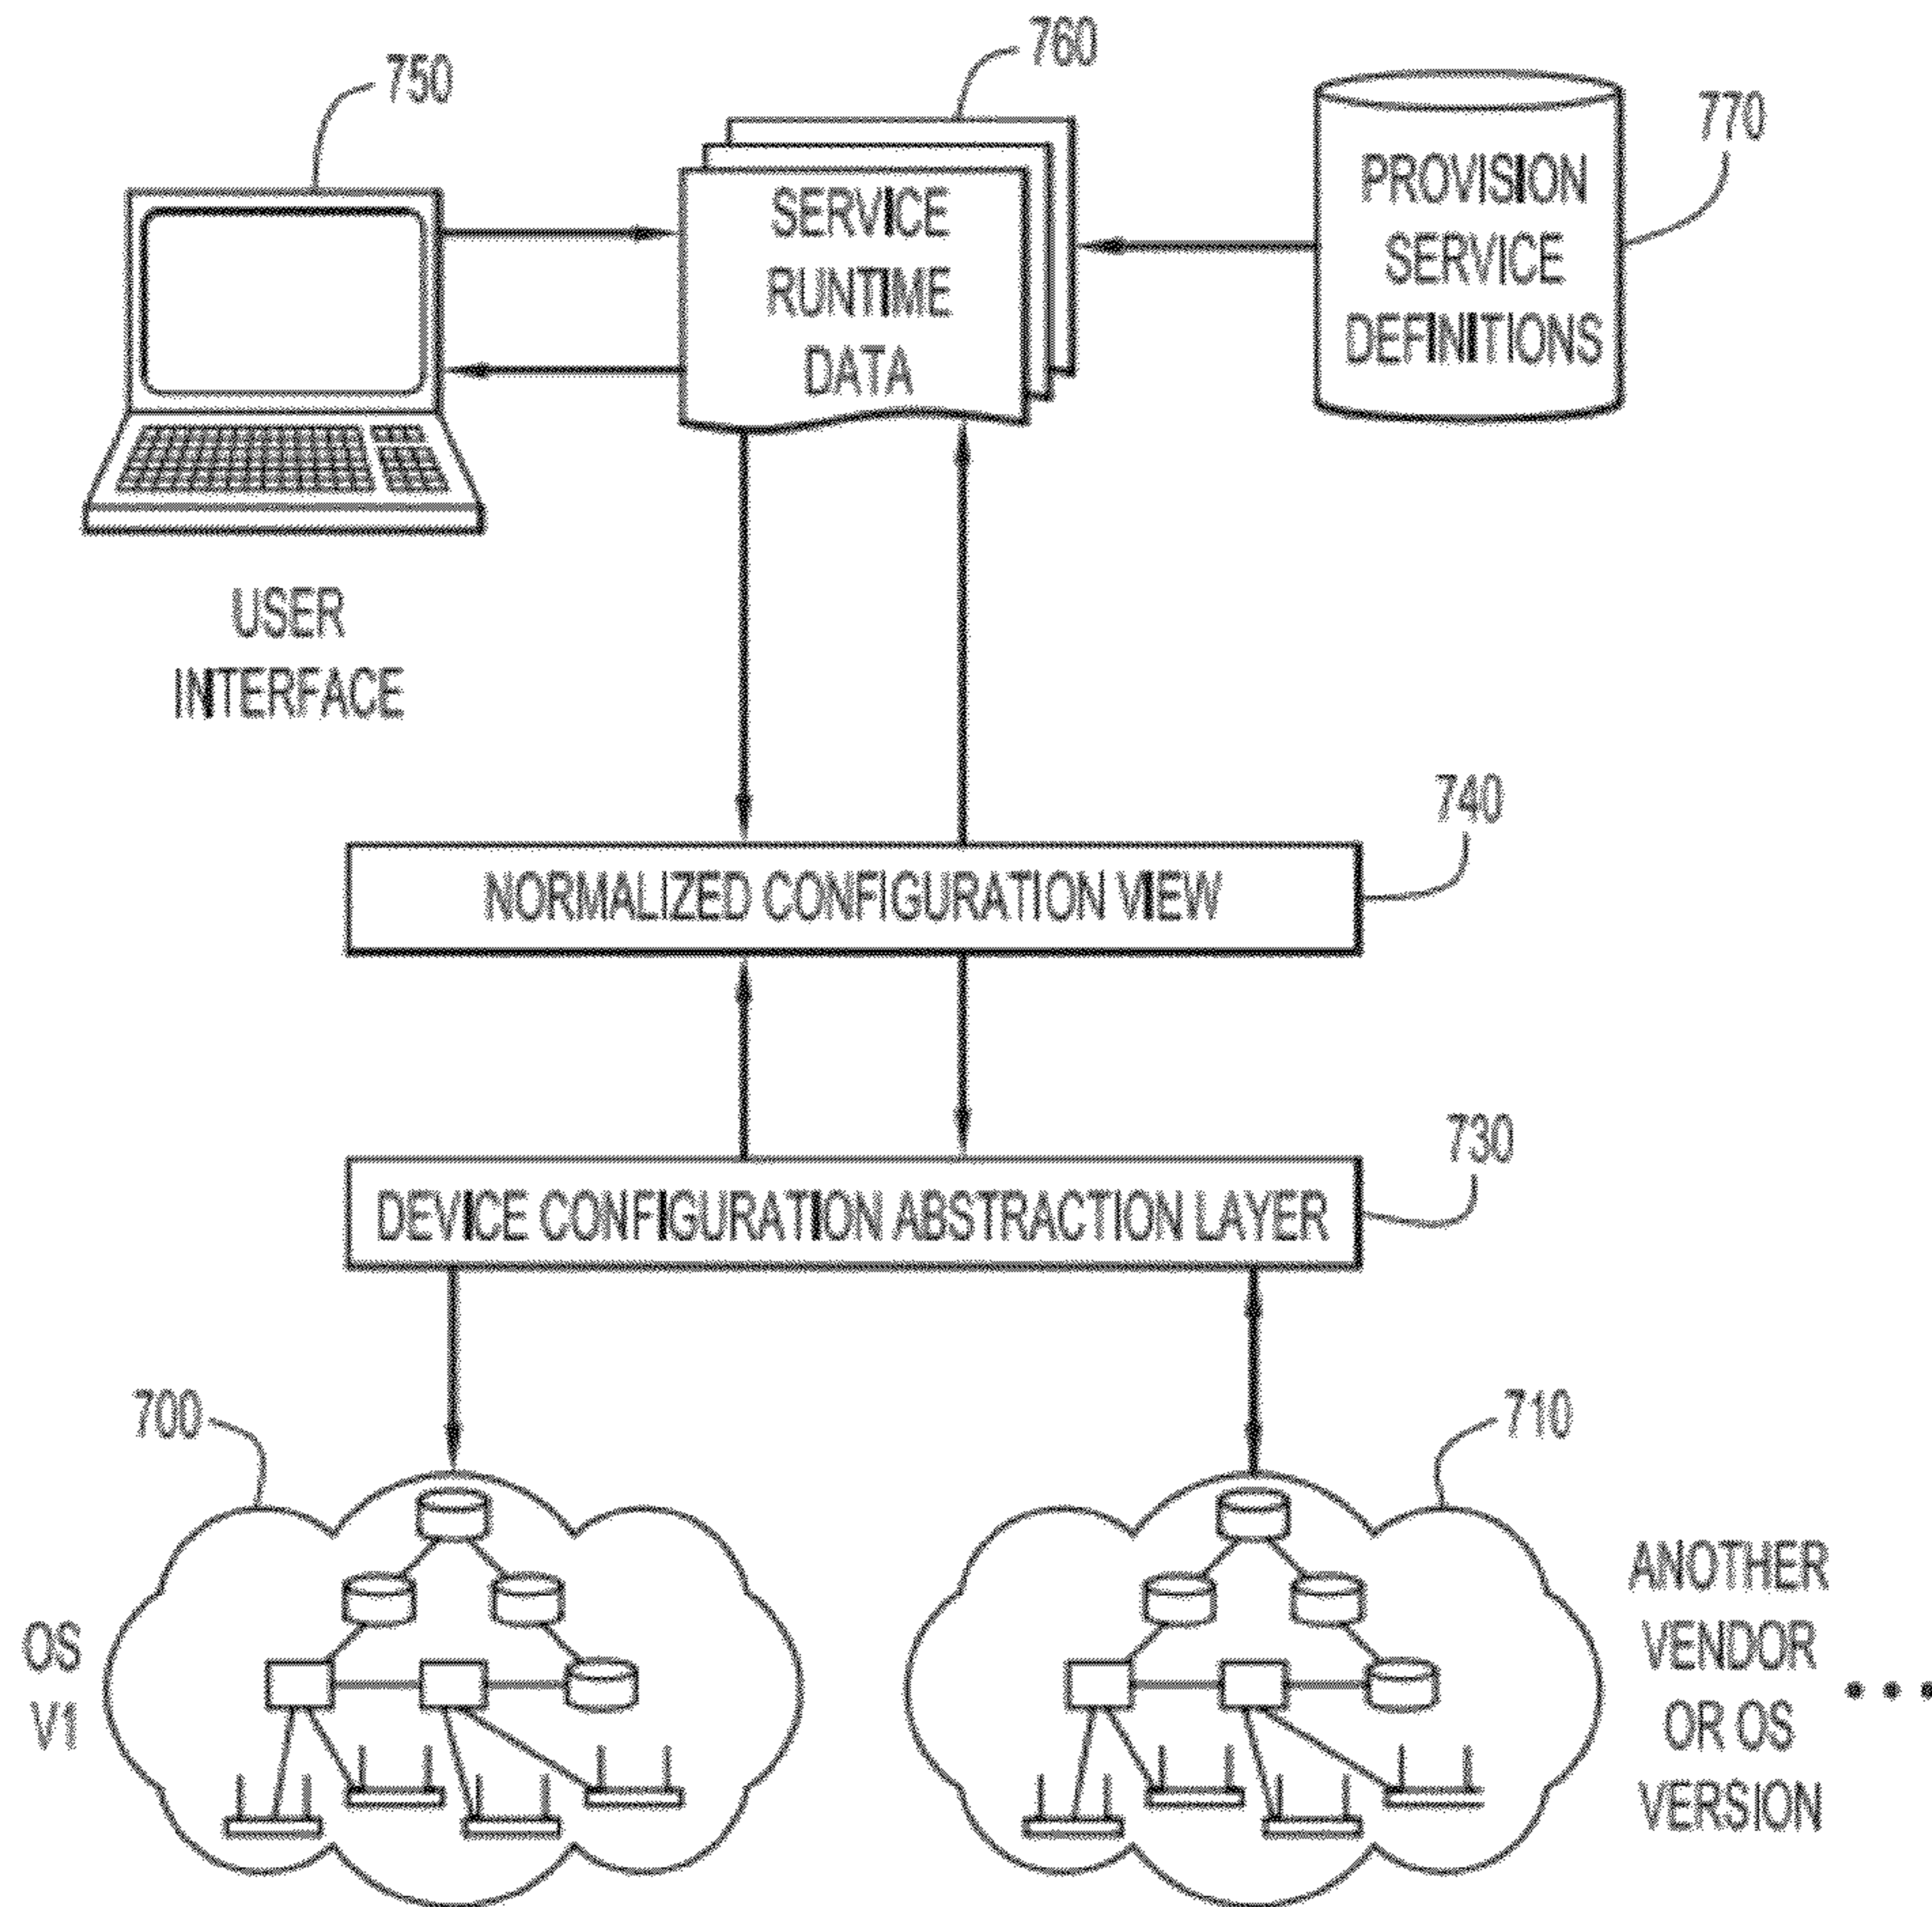 750
760
770
SERVICE
RUNTIME
DATA
PROVISION
SERVICE
DEFINITIONS
USER
INTERFACE
740
NORMALIZED CONFIGURATION VIEW
730
DEVICE CONFIGURATION ABSTRACTION LAYER
700
710
OS
V1
ANOTHER
VENDOR
OR OS
VERSION
•••